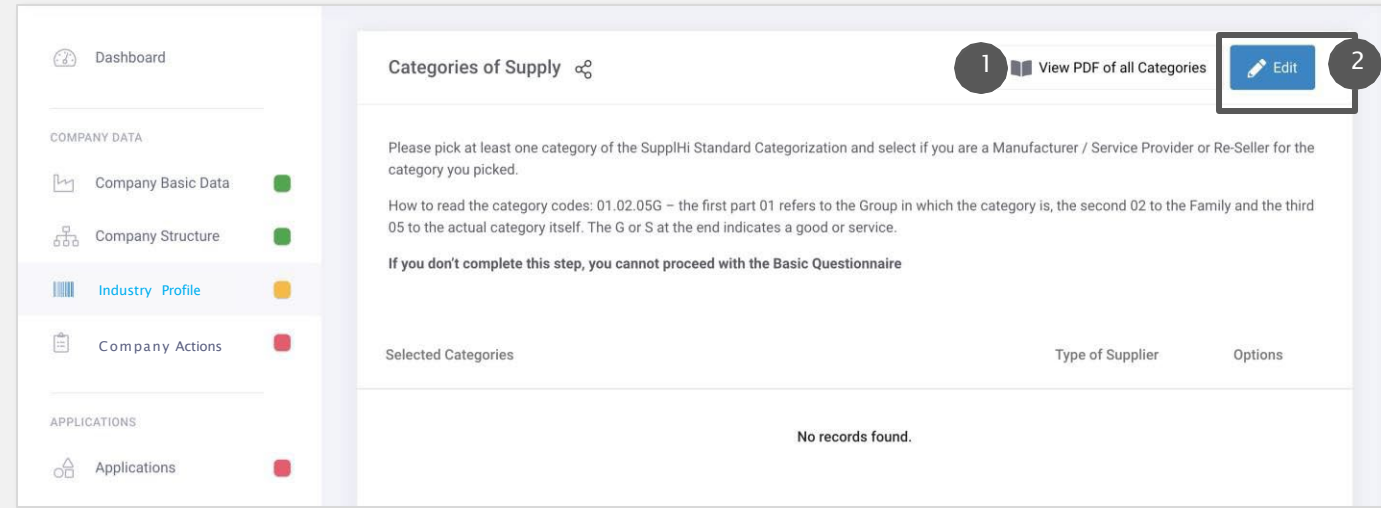 Dashboard
COMPANY DATA
Company Basic Data
Company Structure
Industry Profile
Company Actions
APPLICATIONS
Applications
Categories of Supply
1
View PDF of all Categories
Edit
2
Please pick at least one category of the SupplHi Standard Categorization and select if you are a Manufacturer / Service Provider or Re-Seller for the
category you picked.
How to read the category codes: 01.02.05G – the first part 01 refers to the Group in which the category is, the second 02 to the Family and the third
05 to the actual category itself. The G or S at the end indicates a good or service.
If you don't complete this step, you cannot proceed with the Basic Questionnaire
Selected Categories Type of Supplier Options
No records found.